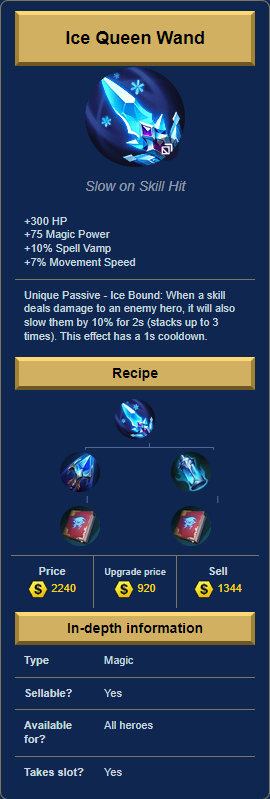 Ice Queen Wand
Slow on Skill Hit
+300 HP
+75 Magic Power
+10% Spell Vamp
+7% Movement Speed
Unique Passive - Ice Bound: When a skill
deals damage to an enemy hero, it will also
slow them by 10% for 2s (stacks up to 3
times). This effect has a 1s cooldown.
Recipe
Price Upgrade price Sell
2240 920 1344
In-depth information
Type Magic
Sellable? Yes
Available All heroes
for?
Takes slot? Yes